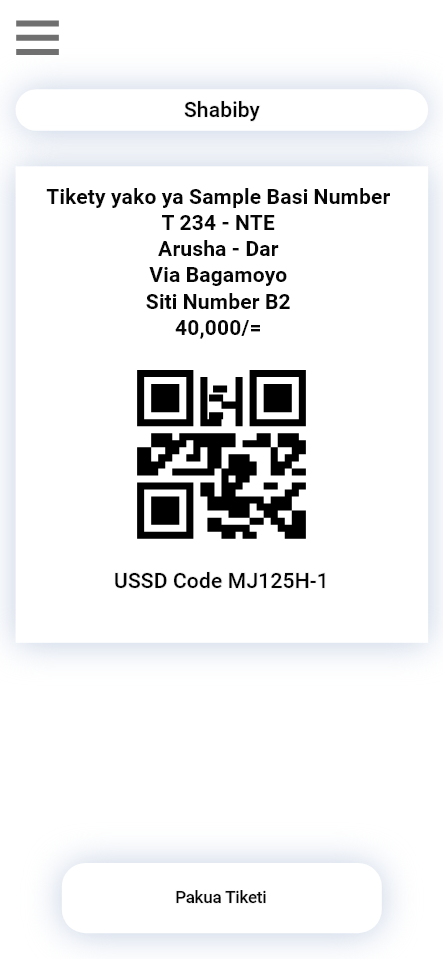 Shabiby
Tikety yako ya Sample Basi Number
T 234 - NTE
Arusha - Dar
Via Bagamoyo
Siti Number B2
40,000/=
USSD Code MJ125H-1
Pakua Tiketi